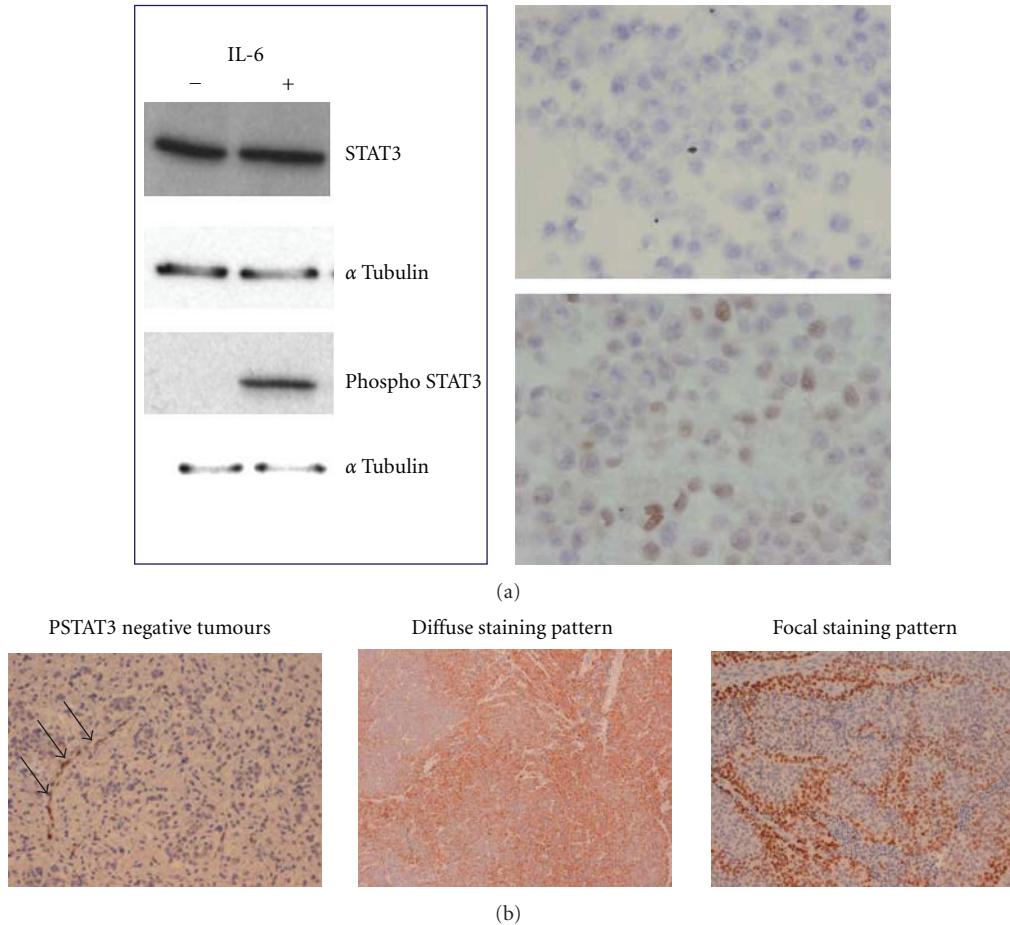 IL-6
− +
STAT3
α Tubulin
Phospho STAT3
α Tubulin
(a)
PSTAT3 negative tumours
Diffuse staining pattern
Focal staining pattern
(b)